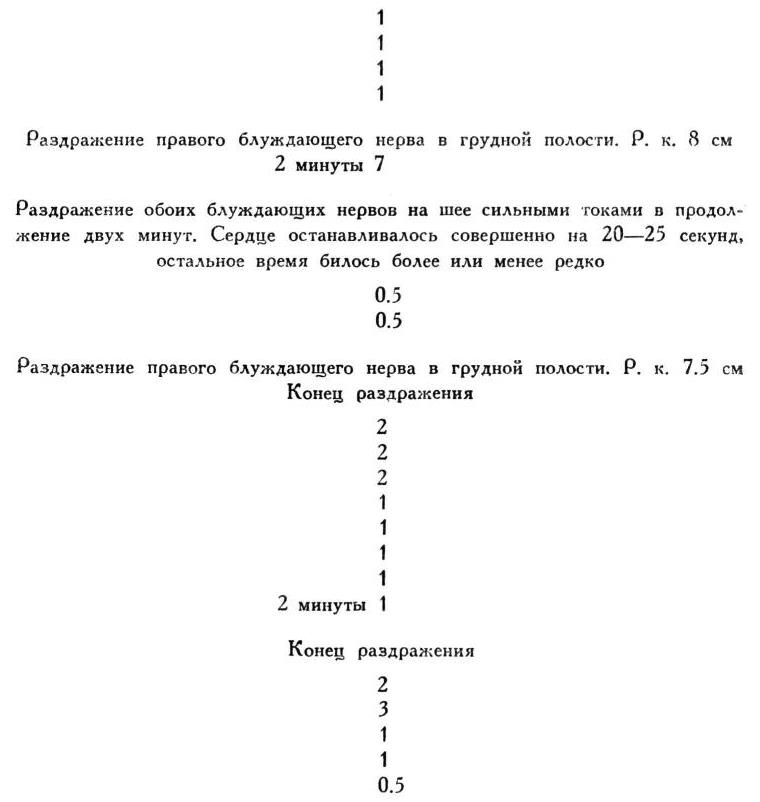 1
1
1
1
Раздражение правого блуждающего нерва в грудной полости. Р. к. 8 см
2 минуты 7
Раздражение обоих блуждающих нервов на шее сильными токами в продол-
жение двух минут. Сердце останавливалось совершенно на 20—25 секунд,
остальное время билось более или менее редко
0.5
0.5
Раздражение правого блуждающего нерва в грудной полости. Р. к. 7.5 см
Конец раздражения
2
2
2
1
1
1
1
2 минуты 1
Конец раздражения
2
3
1
1
0.5